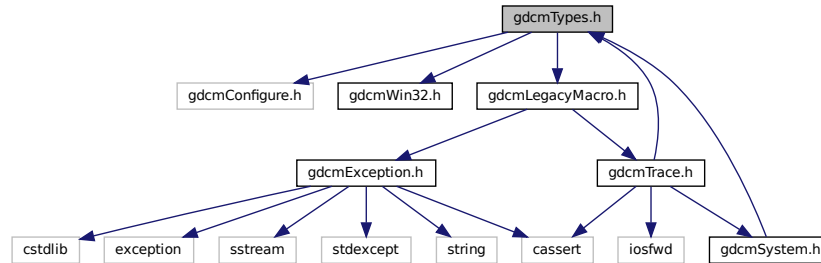 gdcmTypes.h
gdcmConfigure.h
gdcmWin32.h
gdcmLegacyMacro.h
gdcmException.h
gdcmTrace.h
cstdlib
exception
sstream
stdexcept
string
cassert
iosfwd
gdcmSystem.h